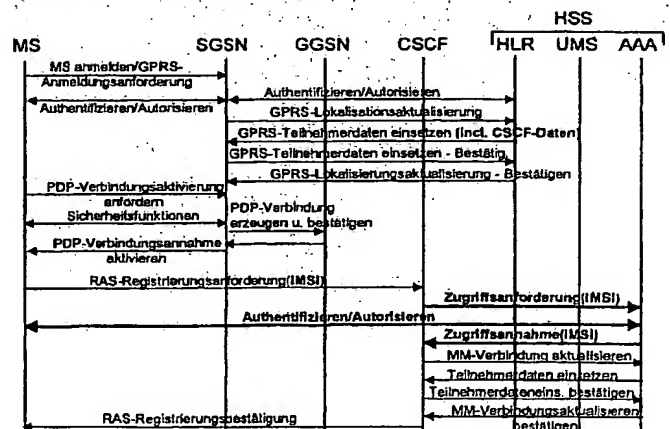 HSS
MS SGSN GGSN CSCF HLR UMS AAA
MS anmelden/GPRS-
Anmeldungsanforderung
Authentifizieren/Autorisieren
Authentifizieren/Autorisieren
GPRS-Lokalisationsaktualisierung
GPRS-Teilnehmerdaten einsetzen (incl. CSCF-Daten)
GPRS-Teilnehmerdaten einsetzen - Bestätig.
GPRS-Lokalisierungsaktualisierung - Bestätigen
PDP-Verbindungsaktivierung
anfordern
Sicherheitsfunktionen
PDP-Verbindung
erzeugen u. bestätigen
PDP-Verbindungsannahme
aktivieren
RAS-Registrierungsanforderung(IMSI)
Zugriffsanforderung(IMSI)
Authentifizieren/Autorisieren
Zugriffsannahme(IMSI)
MM-Verbindung aktualisieren
Teilnehmerdaten einsetzen
Teilnehmerdateneins. bestätigen
MM-Verbindungsaktualisieren
bestätigen
RAS-Registrierungsbestätigung